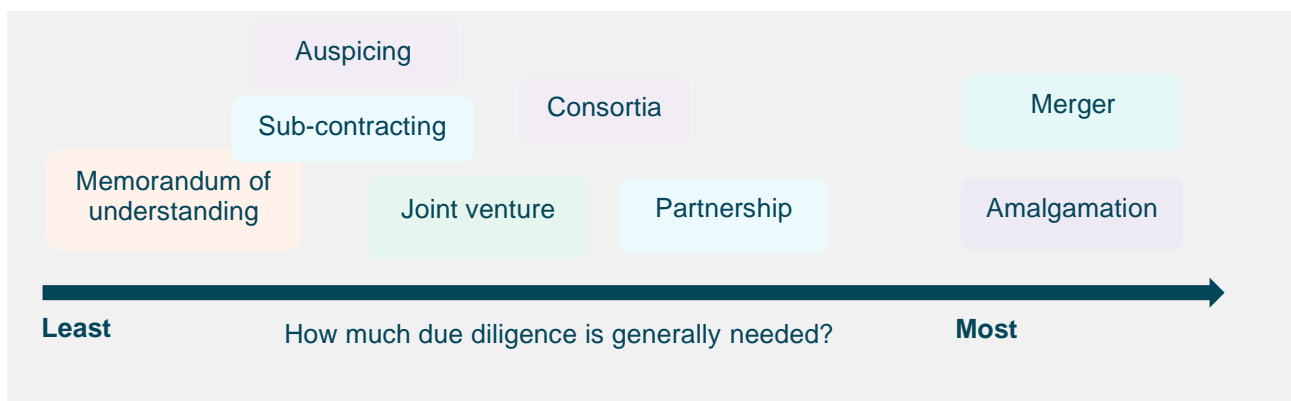 Auspicing
Consortia
Merger
Sub-contracting
Memorandum of
understanding
Joint venture
Partnership
Amalgamation
Least
How much due diligence is generally needed?
Most